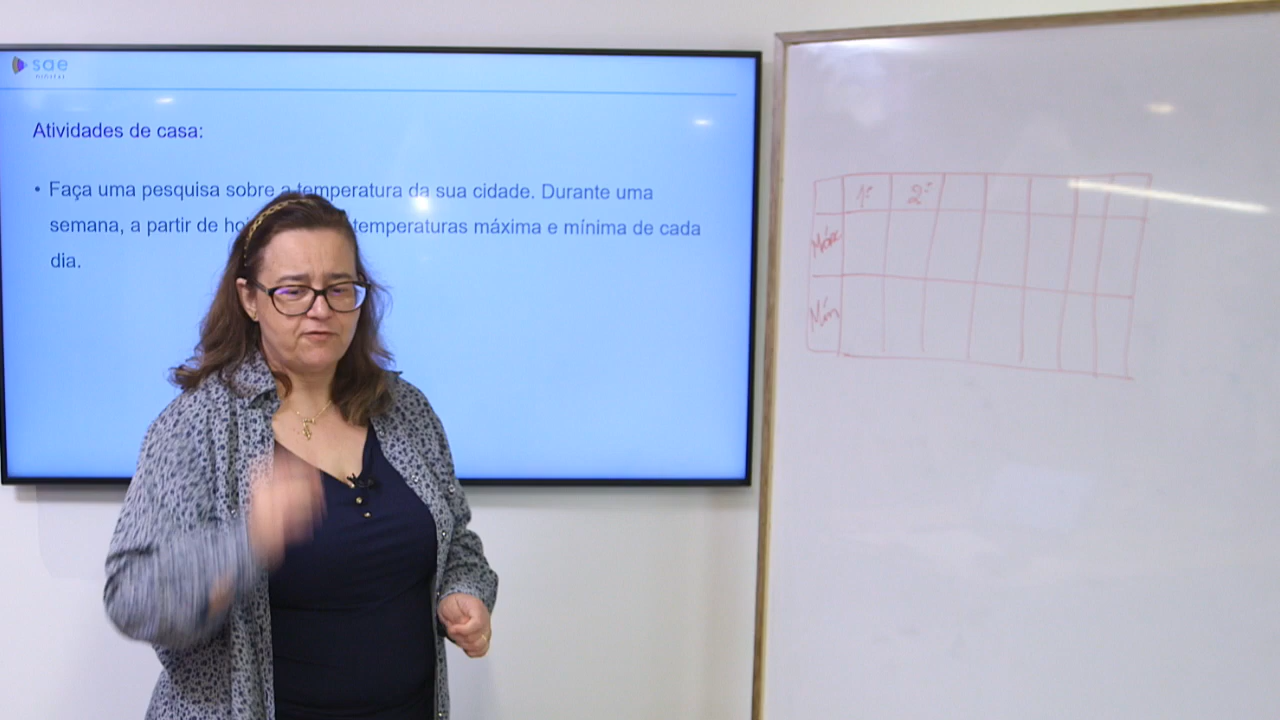 sae
DIGITAL
Atividades de casa:
• Faça uma pesquisa sobre a temperatura da sua cidade. Durante uma
semana, a partir de ho temperaturas máxima e mínima de cada
dia.
1º 2º
Máx
Mín